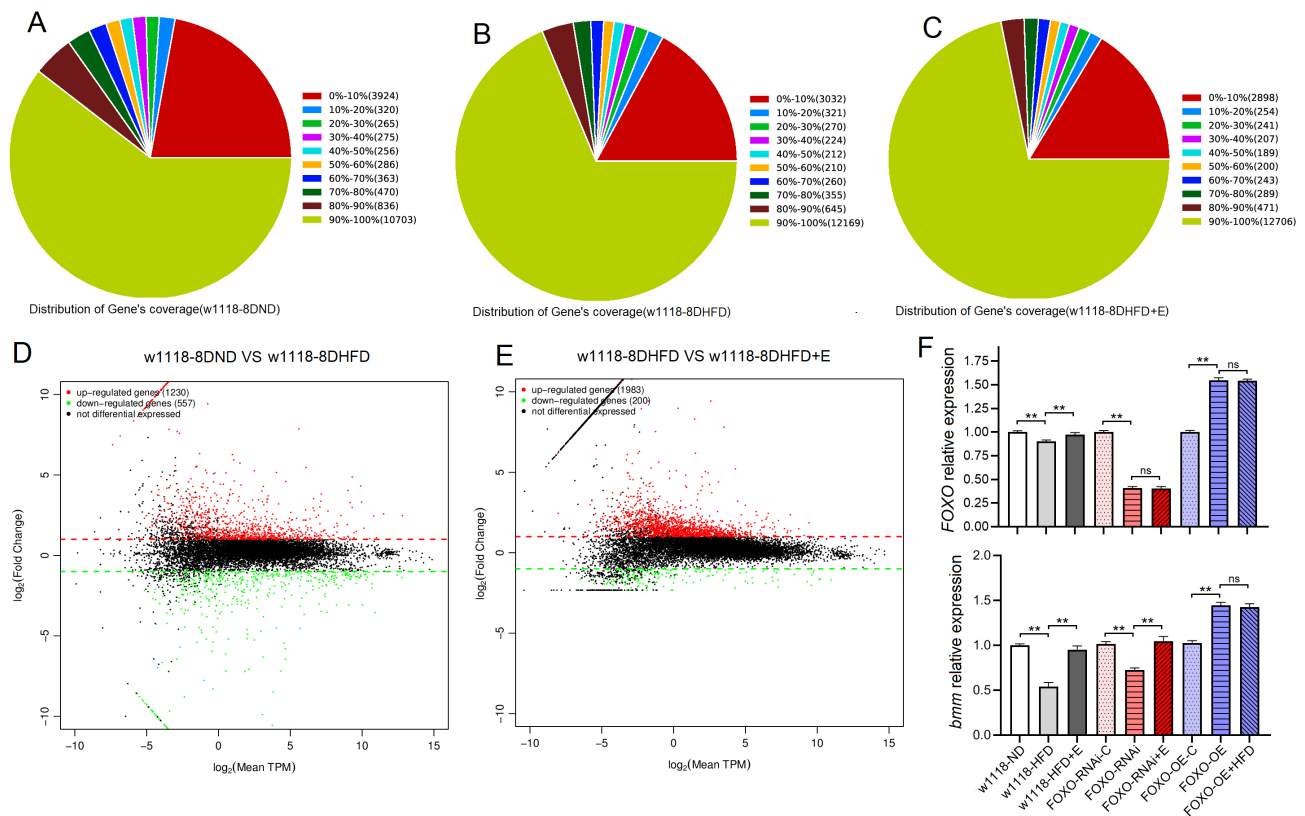 A
0%-10%(3924)
10%-20%(320)
20%-30%(265)
30%-40%(275)
40%-50%(256)
50%-60%(286)
60%-70%(363)
70%-80%(470)
80%-90%(836)
90%-100%(10703)
Distribution of Gene's coverage(w1118-8DND)
B
0%-10%(3032)
10%-20%(321)
20%-30%(270)
30%-40%(224)
40%-50%(212)
50%-60%(210)
60%-70%(260)
70%-80%(355)
80%-90%(645)
90%-100%(12169)
Distribution of Gene's coverage(w1118-8DHFD)
C
0%-10%(2898)
10%-20%(254)
20%-30%(241)
30%-40%(207)
40%-50%(189)
50%-60%(200)
60%-70%(243)
70%-80%(289)
80%-90%(471)
90%-100%(12706)
Distribution of Gene's coverage(w1118-8DHFD+E)
D
w1118-8DND VS w1118-8DHFD
up-regulated genes (1230)
down-regulated genes (557)
not differential expressed
log2(Fold Change)
10
5
0
−5
−10
−10 −5 0 5 10 15
log2(Mean TPM)
E
w1118-8DHFD VS w1118-8DHFD+E
up-regulated genes (1983)
down-regulated genes (200)
not differential expressed
log2(Fold Change)
10
5
0
−5
−10
−10 −5 0 5 10 15
log2(Mean TPM)
F
FOXO relative expression
1.75
1.50
1.25
1.00
0.75
0.50
0.25
0.00
** ** ** ns ** ns
bmm relative expression
2.0
1.5
1.0
0.5
0.0
** ** ** ** ** ns
w1118-ND
w1118-HFD
w1118-HFD+E
FOXO-RNAi-C
FOXO-RNAi
FOXO-RNAi+E
FOXO-OE-C
FOXO-OE
FOXO-OE+HFD